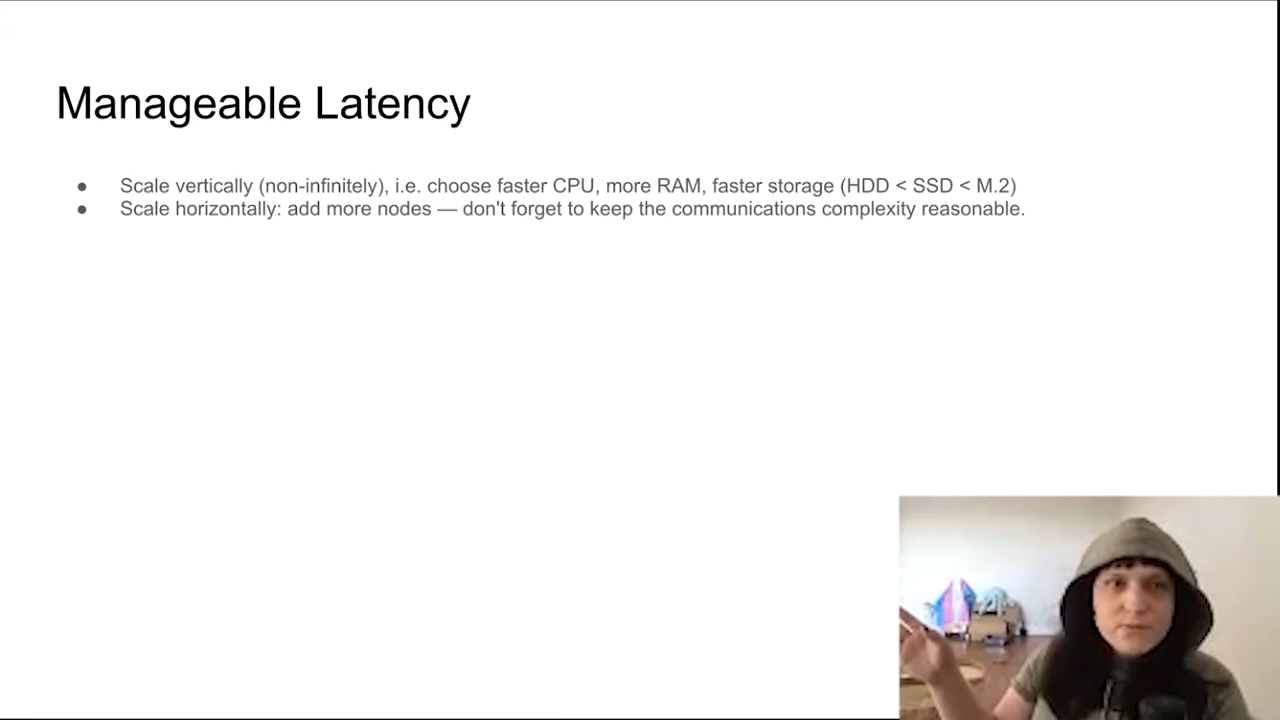 Manageable Latency
● Scale vertically (non-infinitely), i.e. choose faster CPU, more RAM, faster storage (HDD < SSD < M.2)
● Scale horizontally: add more nodes — don't forget to keep the communications complexity reasonable.